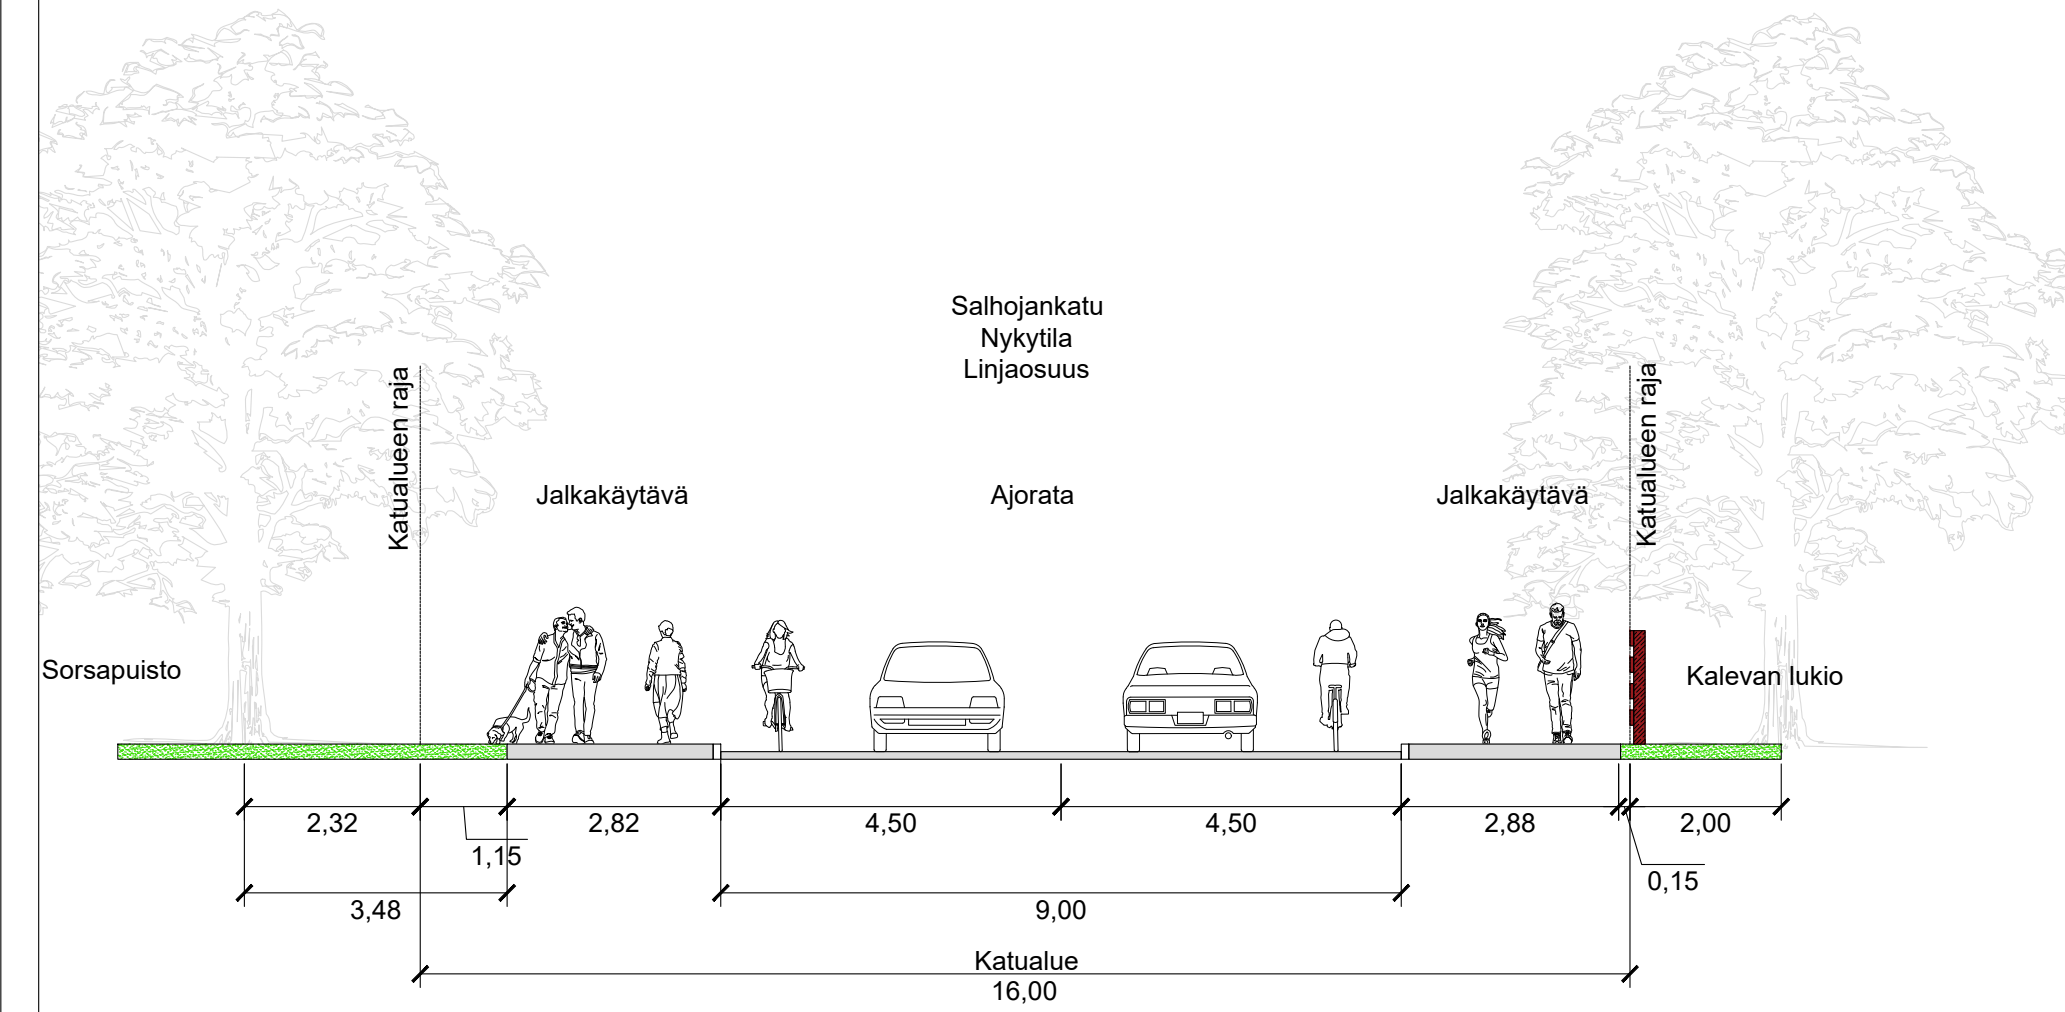 Salhojankatu
Nykytila
Linjaosuus
Katualueen raja
Katualueen raja
Jalkakäytävä
Ajorata
Jalkakäytävä
Sorsapuisto
Kalevan lukio
2,32
2,82
4,50
4,50
2,88
2,00
1,15
0,15
3,48
9,00
Katualue
16,00